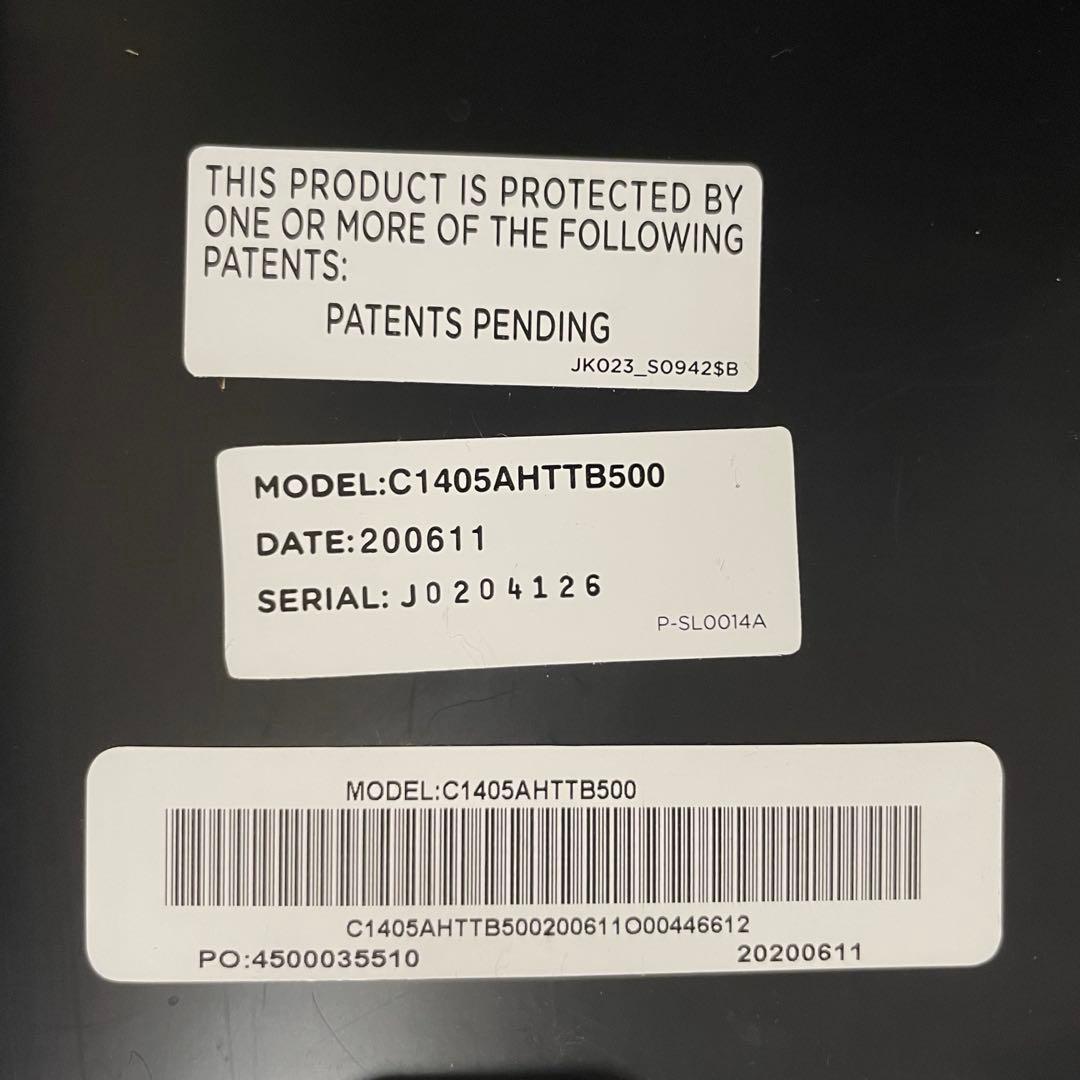 THIS PRODUCT IS PROTECTED BY
ONE OR MORE OF THE FOLLOWING
PATENTS:
PATENTS PENDING
JK023_S0942$B
MODEL:C1405AHTTB500
DATE:200611
SERIAL: J0204126
P-SL0014A
MODEL:C1405AHTTB500
C1405AHTTB500200611O00446612
PO:4500035510 20200611